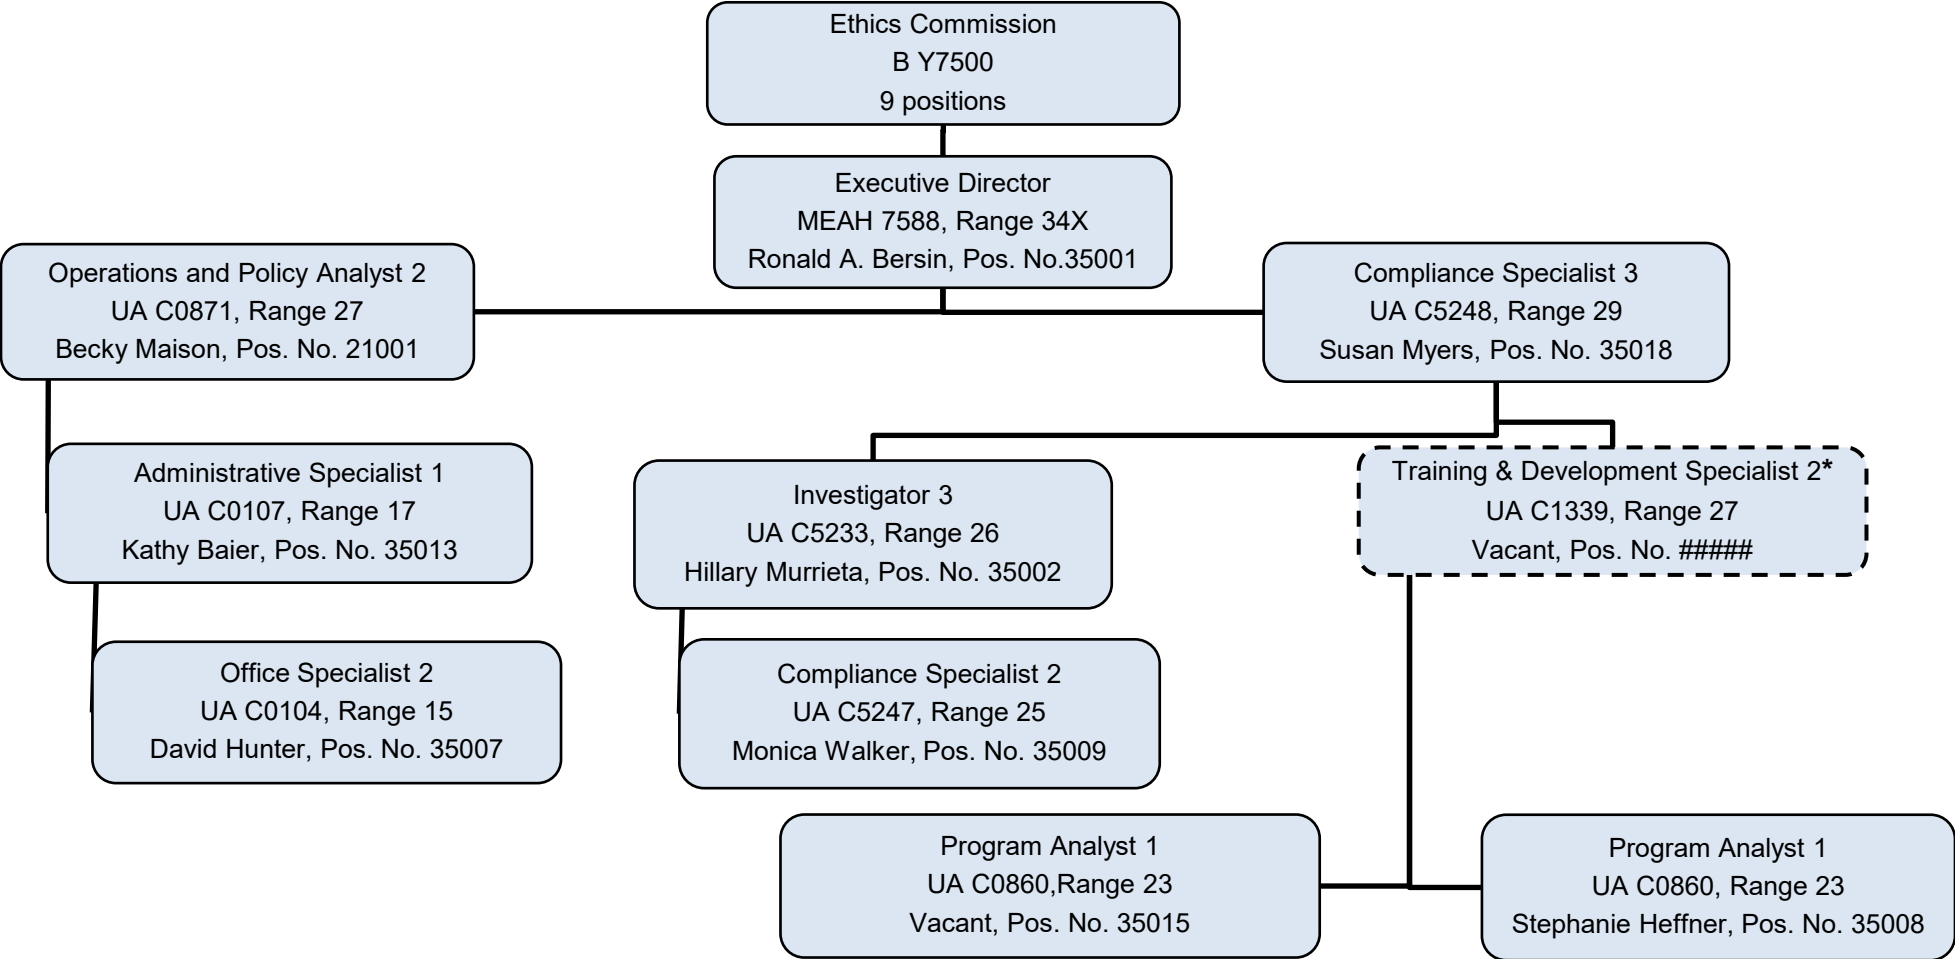 Ethics Commission
B Y7500
9 positions
Executive Director
MEAH 7588, Range 34X
Ronald A. Bersin, Pos. No.35001
Operations and Policy Analyst 2
UA C0871, Range 27
Becky Maison, Pos. No. 21001
Compliance Specialist 3
UA C5248, Range 29
Susan Myers, Pos. No. 35018
Administrative Specialist 1
UA C0107, Range 17
Kathy Baier, Pos. No. 35013
Investigator 3
UA C5233, Range 26
Hillary Murrieta, Pos. No. 35002
Training & Development Specialist 2*
UA C1339, Range 27
Vacant, Pos. No. #####
Office Specialist 2
UA C0104, Range 15
David Hunter, Pos. No. 35007
Compliance Specialist 2
UA C5247, Range 25
Monica Walker, Pos. No. 35009
Program Analyst 1
UA C0860,Range 23
Vacant, Pos. No. 35015
Program Analyst 1
UA C0860, Range 23
Stephanie Heffner, Pos. No. 35008